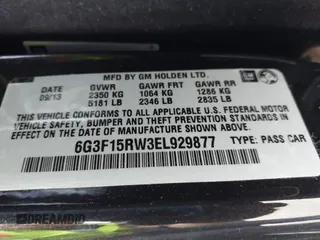 MFD BY GM HOLDEN LTD.
DATE GVWR GAWR FRT GAWR RR
09/13 2350 KG 1064 KG 1286 KG
5181 LB 2346 LB 2835 LB
THIS VEHICLE CONFORMS TO ALL APPLICABLE U.S. FEDERAL MOTOR
VEHICLE SAFETY, BUMPER AND THEFT PREVENTION STANDARDS IN
EFFECT ON THE DATE OF MANUFACTURE SHOWN ABOVE.
6G3F15RW3EL929877 TYPE: PASS CAR
DREAMBID